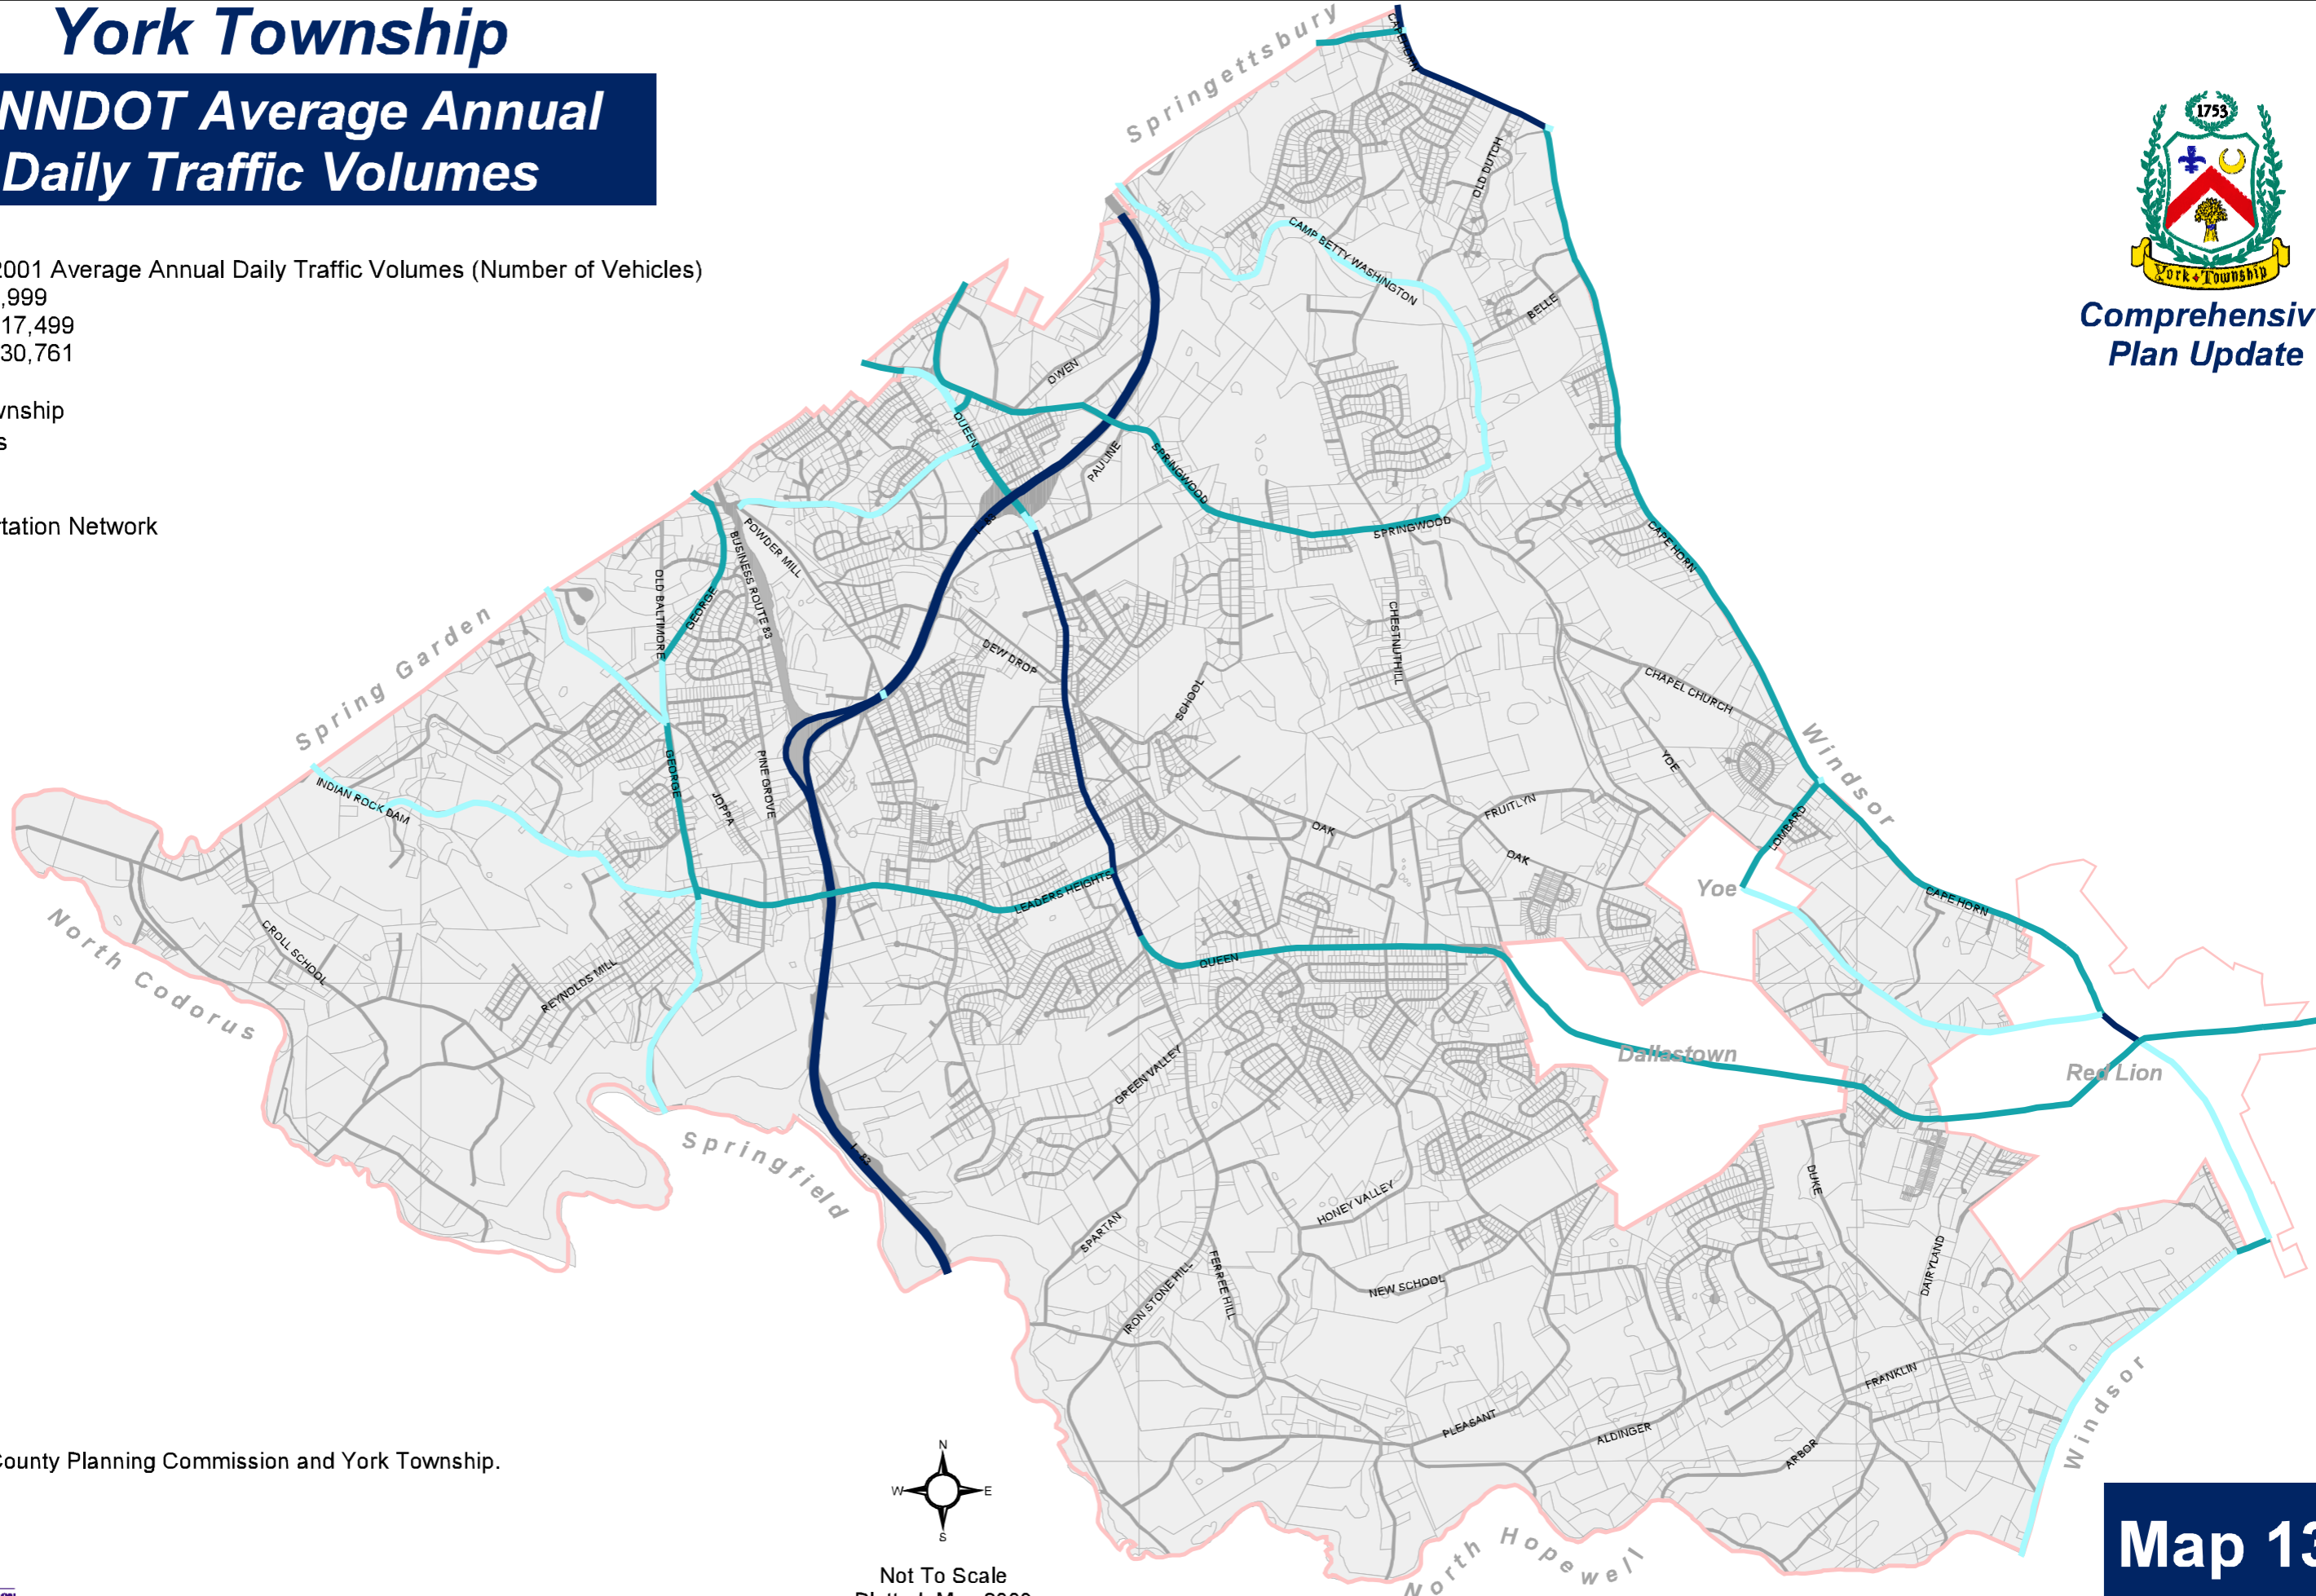 York Township
NNDOT Average Annual
Daily Traffic Volumes
2001 Average Annual Daily Traffic Volumes (Number of Vehicles)
,999
17,499
30,761
wnship
s
rtation Network
County Planning Commission and York Township.
1753
York Township
Comprehensiv
Plan Update
Springettsbury
CAPE HORN
OLD DUTCH
CAMP BETTY WASHINGTON
BELLE
OWEN
QUEEN
PAULINE
SPRINGWOOD
SPRINGWOOD
CAPE HORN
POWDER MILL
BUSINESS ROUTE 83
OLD BALTIMORE
GEORGE
Spring Garden
DEW DROP
SCHOOL
CHESTNUTHILL
CHAPEL CHURCH
YOE
Windsor
INDIAN ROCK DAM
GEORGE
JOPPA
PINE GROVE
FRUITLYN
OAK
OAK
LOMBARD
Yoe
LEADERS HEIGHTS
CAPE HORN
North Codorus
CROLL SCHOOL
REYNOLDS MILL
QUEEN
Dallastown
Red Lion
GREEN VALLEY
Springfield
I- 83
HONEY VALLEY
DUKE
SPARTAN
IRON STONE HILL
FERREE HILL
NEW SCHOOL
DAIRYLAND
FRANKLIN
Windsor
PLEASANT
ALDINGER
ARBOR
North Hopewell
N
W
E
S
Not To Scale
Map 13